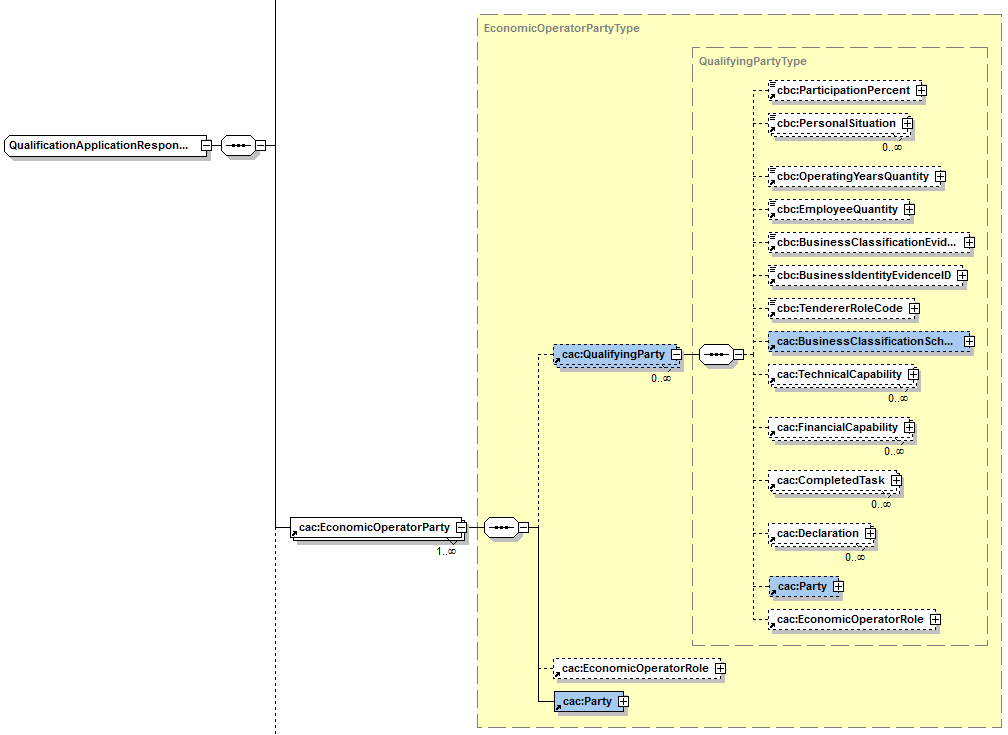 EconomicOperatorPartyType
QualifyingPartyType
cbc:ParticipationPercent
cbc:PersonalSituation
0..∞
QualificationApplicationRespon...
cbc:OperatingYearsQuantity
cbc:EmployeeQuantity
cbc:BusinessClassificationEvid...
cbc:BusinessIdentityEvidenceID
cbc:TendererRoleCode
cac:BusinessClassificationSch...
cac:QualifyingParty
0..∞
cac:TechnicalCapability
0..∞
cac:FinancialCapability
0..∞
cac:CompletedTask
0..∞
cac:EconomicOperatorParty
1..∞
cac:Declaration
0..∞
cac:Party
cac:EconomicOperatorRole
cac:EconomicOperatorRole
cac:Party